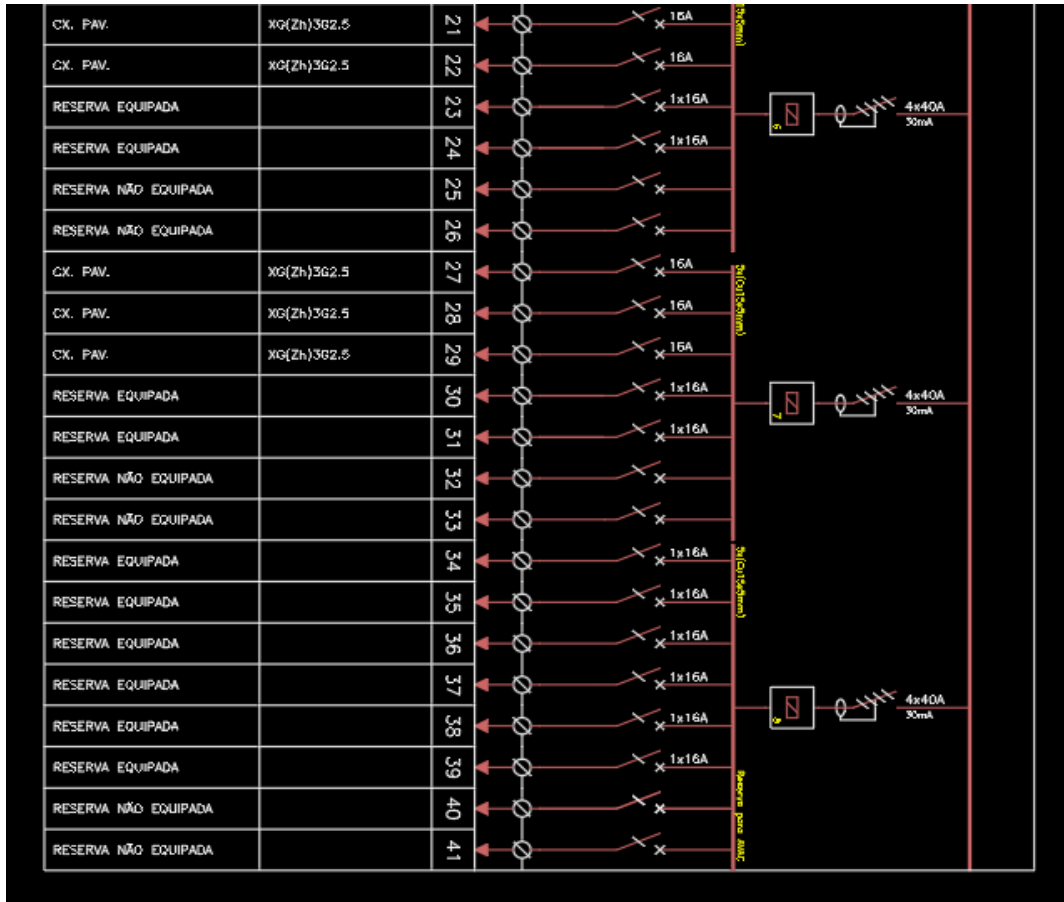 CX. PAV. XG(Zh)3G2.5 21 16A
CX. PAV. XG(Zh)3G2.5 22 16A
RESERVA EQUIPADA 23 1x16A
6 4x40A
30mA
RESERVA EQUIPADA 24 1x16A
RESERVA NÃO EQUIPADA 25
RESERVA NÃO EQUIPADA 26
CX. PAV. XG(Zh)3G2.5 27 16A
CX. PAV. XG(Zh)3G2.5 28 16A
CX. PAV. XG(Zh)3G2.5 29 16A
RESERVA EQUIPADA 30 1x16A
7 4x40A
30mA
RESERVA EQUIPADA 31 1x16A
RESERVA NÃO EQUIPADA 32
RESERVA NÃO EQUIPADA 33
RESERVA EQUIPADA 34 1x16A
RESERVA EQUIPADA 35 1x16A
RESERVA EQUIPADA 36 1x16A
RESERVA EQUIPADA 37 1x16A
8 4x40A
30mA
RESERVA EQUIPADA 38 1x16A
RESERVA EQUIPADA 39 1x16A
RESERVA NÃO EQUIPADA 40
RESERVA NÃO EQUIPADA 41
Reserva para AVAC